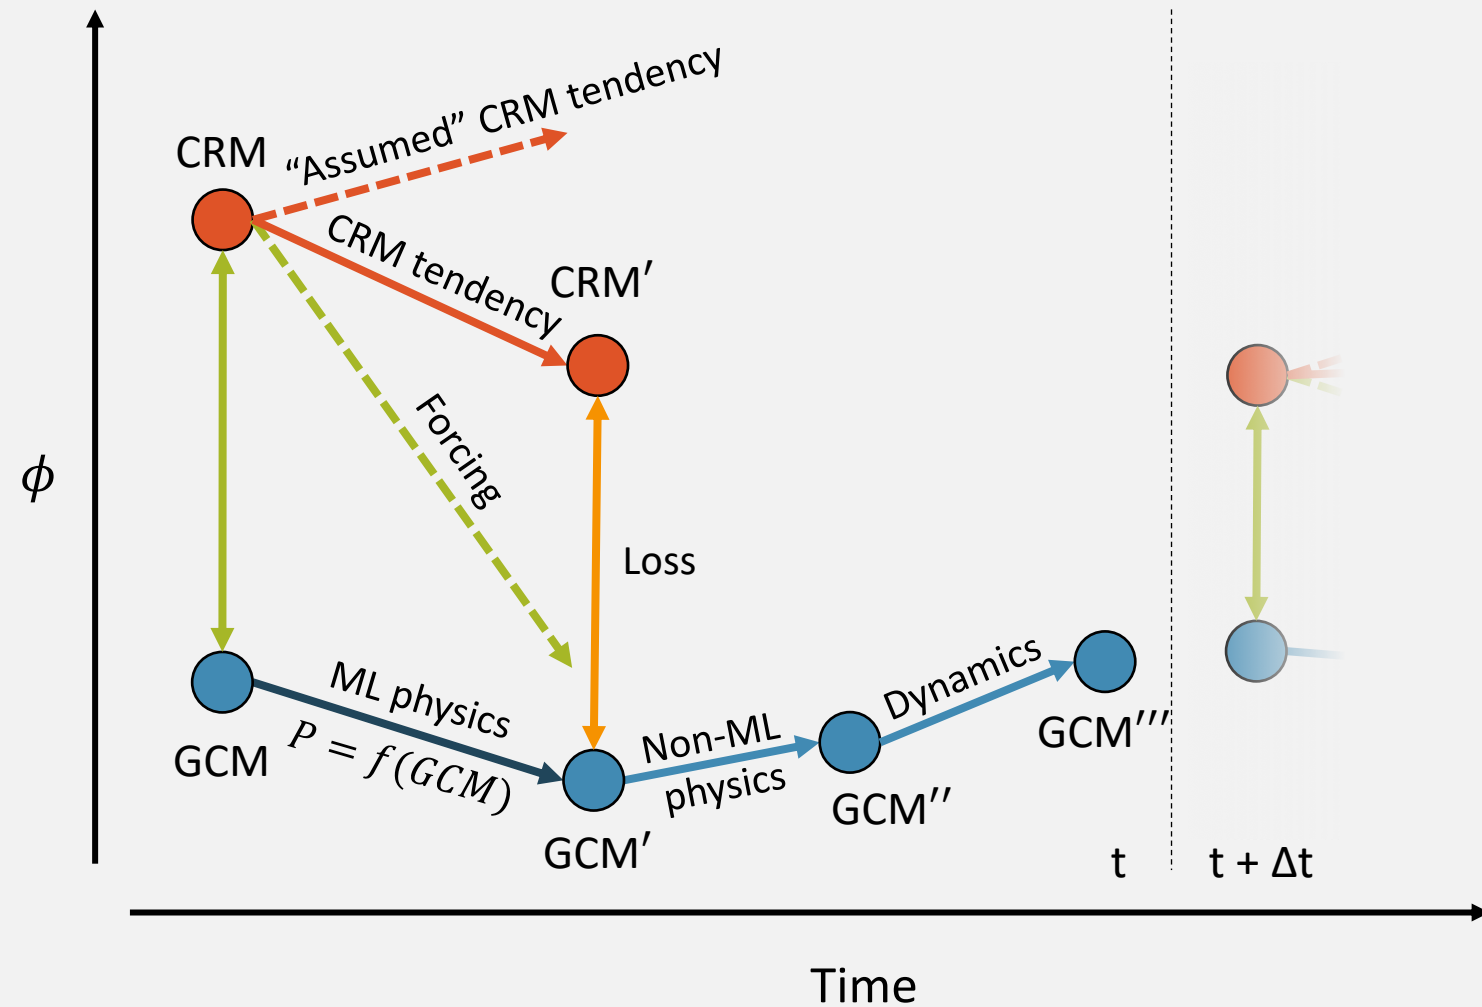 “Assumed” CRM tendency
CRM
CRM tendency
CRM′
Forcing
ϕ
Loss
ML physics
P = f(GCM)
GCM
GCM′
Non-ML
physics
GCM′′
Dynamics
GCM′′′
t
t + Δt
Time